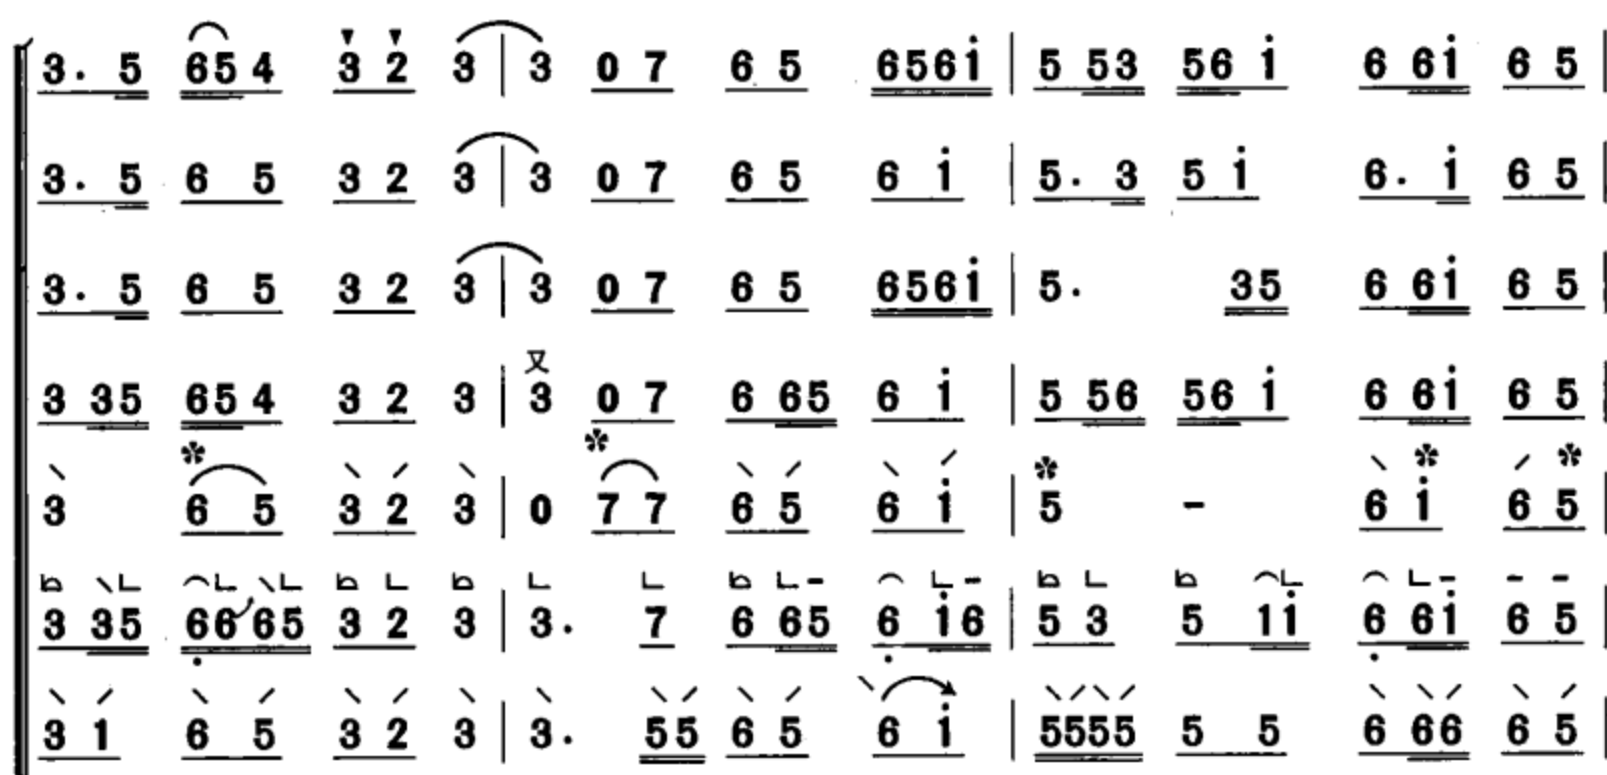 3. 5 654 3 2 3 | 3 0 7 6 5 656i̇ | 5 53 56 i̇ 6 6i̇ 6 5 |
3. 5 6 5 3 2 3 | 3 0 7 6 5 6 i̇ | 5. 3 5 i̇ 6. i̇ 6 5 |
3. 5 6 5 3 2 3 | 3 0 7 6 5 656i̇ | 5. 35 6 6i̇ 6 5 |
又
3 35 654 3 2 3 | 3 0 7 6 65 6 i̇ | 5 56 56 i̇ 6 6i̇ 6 5 |
3 6 5 3 2 3 | 0 7 7 6 5 6 i̇ | 5 - 6 i̇ 6 5 |
3 35 6̣6 65 3 2 3 | 3. 7 6 65 6̣ i̇6 | 5 3 5 1i̇ 6̣ 6i̇ 6 5 |
3 1 6 5 3 2 3 | 3. 55 6 5 6 i̇ | 5555 5 5 6 66 6 5 |